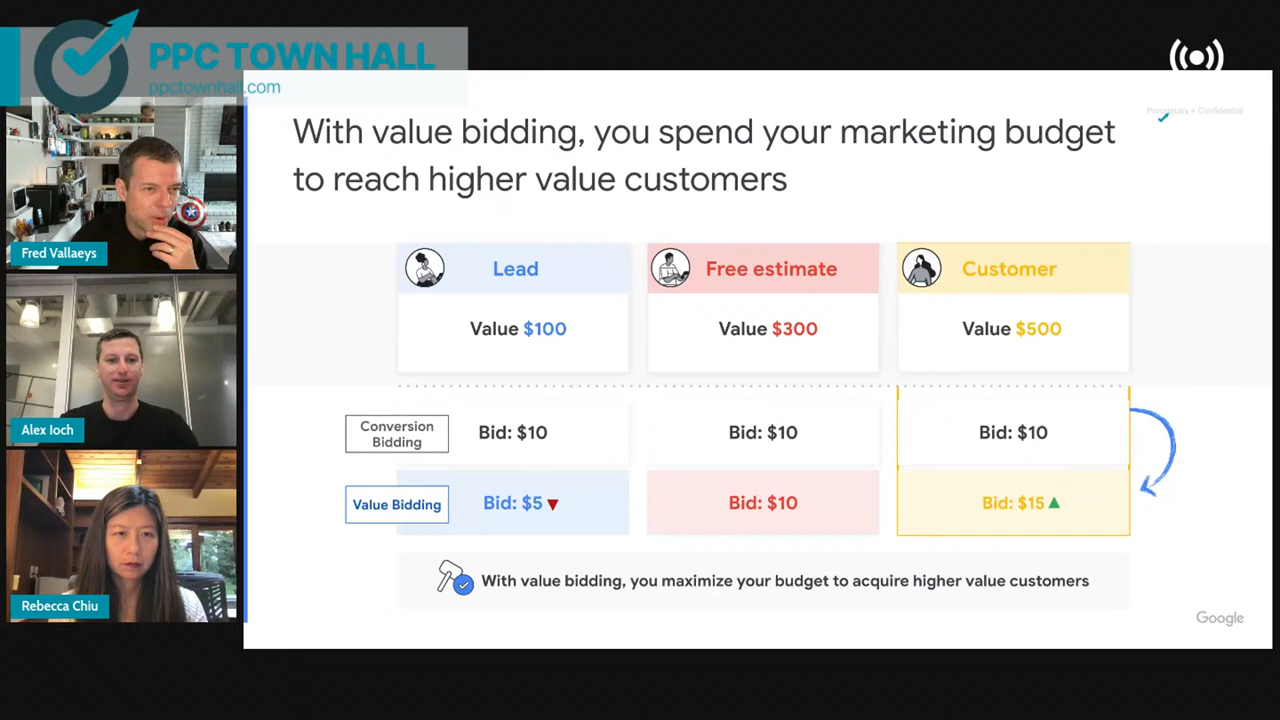 PPC TOWN HALL
ppctownhall.com
Proprietary + Confidential
With value bidding, you spend your marketing budget
to reach higher value customers
Fred Vallaeys
Alex Ioch
Rebecca Chiu
Lead
Free estimate
Customer
Value $100
Value $300
Value $500
Conversion
Bidding
Bid: $10
Bid: $10
Bid: $10
Value Bidding
Bid: $5
Bid: $10
Bid: $15
With value bidding, you maximize your budget to acquire higher value customers
Google